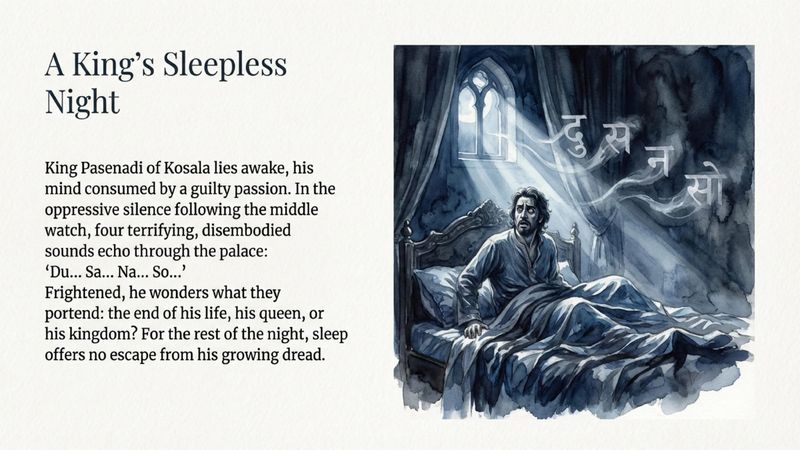 A King’s Sleepless
Night
King Pasenadi of Kosala lies awake, his
mind consumed by a guilty passion. In the
oppressive silence following the middle
watch, four terrifying, disembodied
sounds echo through the palace:
‘Du... Sa... Na... So...’
Frightened, he wonders what they
portend: the end of his life, his queen, or
his kingdom? For the rest of the night, sleep
offers no escape from his growing dread.
दु स न सो